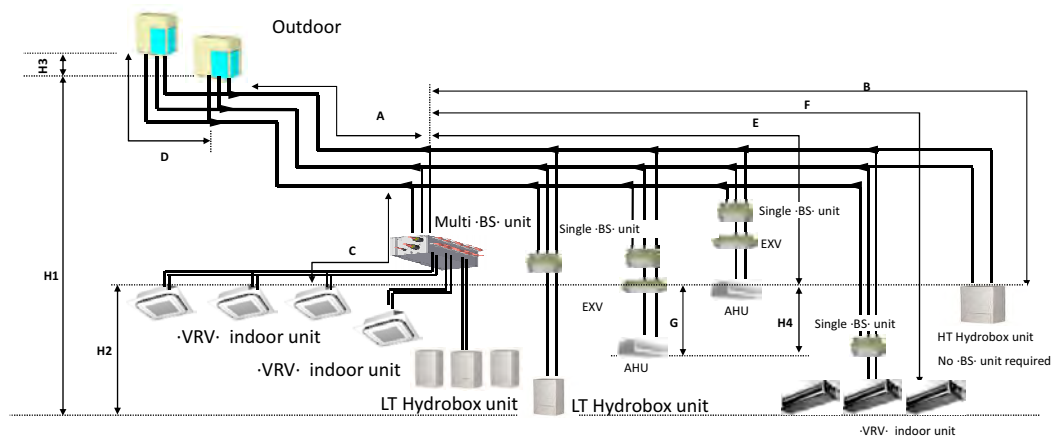 Outdoor
H3
B
F
A
E
D
Single ·BS· unit
Multi ·BS· unit
Single ·BS· unit
EXV
C
H1
EXV
AHU
G
H4
·VRV· indoor unit
Single ·BS· unit
HT Hydrobox unit
H2
No ·BS· unit required
·VRV· indoor unit
AHU
LT Hydrobox unit
LT Hydrobox unit
·VRV· indoor unit